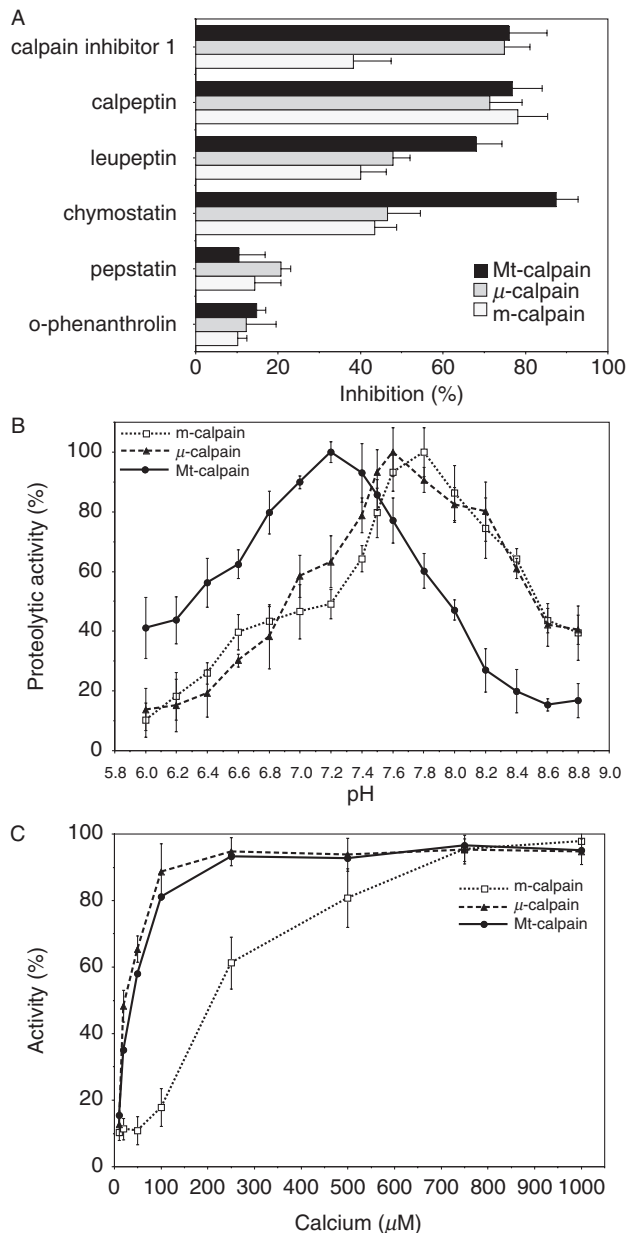 A
calpain inhibitor 1
calpeptin
leupeptin
chymostatin
pepstatin
o-phenanthrolin
Mt-calpain
μ-calpain
m-calpain
0 20 40 60 80 100
Inhibition (%)
B
m-calpain
μ-calpain
Mt-calpain
100
80
60
40
20
0
Proteolytic activity (%)
5.8 6.0 6.2 6.4 6.6 6.8 7.0 7.2 7.4 7.6 7.8 8.0 8.2 8.4 8.6 8.8 9.0
pH
C
100
80
60
40
20
0
Activity (%)
m-calpain
μ-calpain
Mt-calpain
0 100 200 300 400 500 600 700 800 900 1000
Calcium (μM)